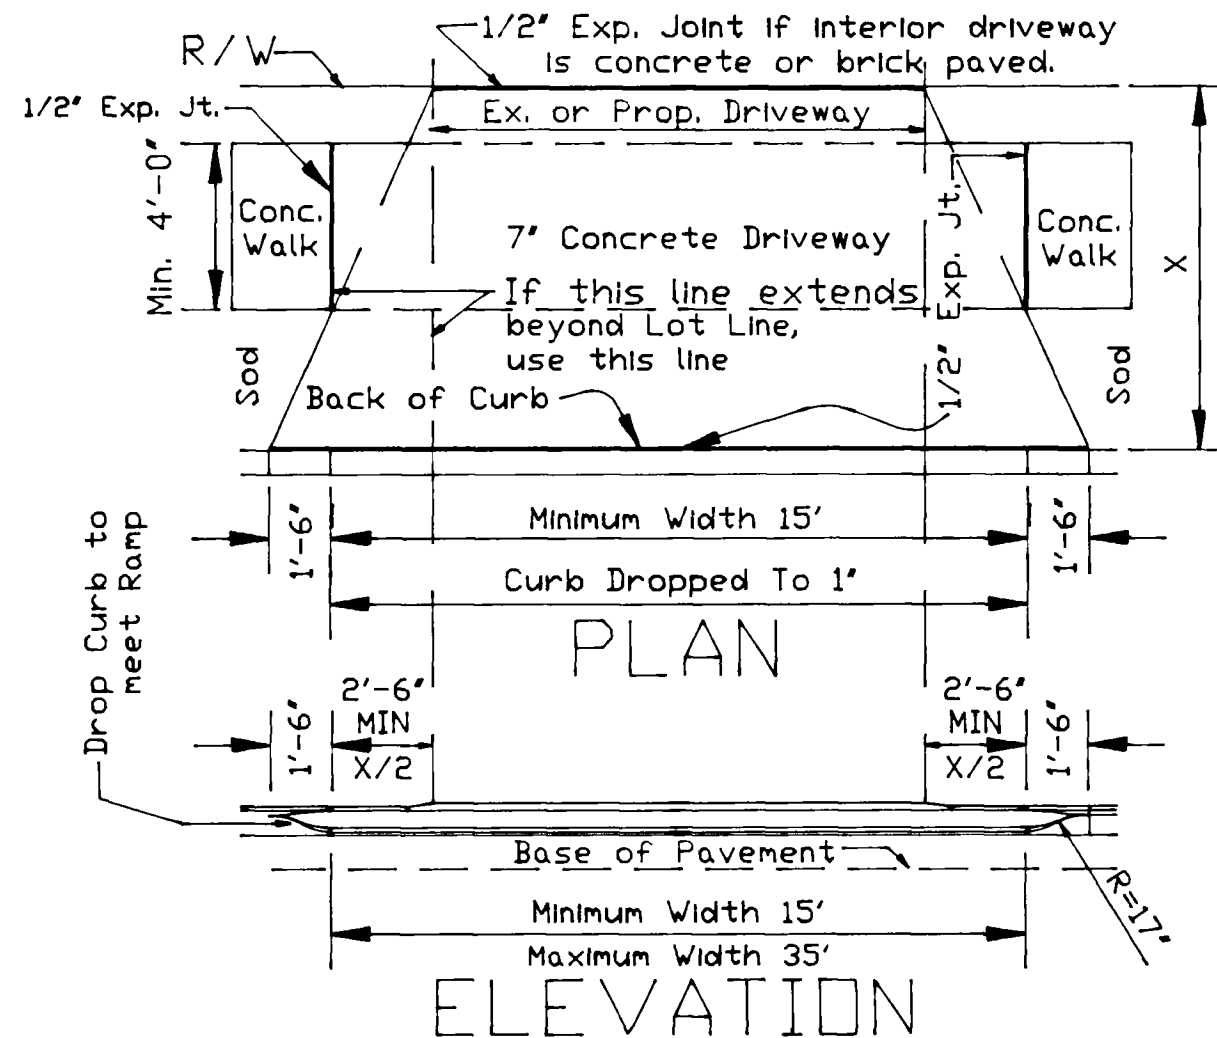 1/2" Exp. Joint if interior driveway
is concrete or brick paved.
R/W
1/2" Exp. Jt.
Ex. or Prop. Driveway
Min. 4'-0"
Conc.
Walk
7" Concrete Driveway
1/2" Exp. Jt.
Conc.
Walk
X
If this line extends
beyond Lot Line,
use this line
Sod
Back of Curb
Sod
Drop Curb to
meet Ramp
1'-6"
Minimum Width 15'
1'-6"
Curb Dropped To 1"
PLAN
1'-6"
2'-6"
MIN
X/2
2'-6"
MIN
X/2
1'-6"
Base of Pavement
R=17"
Minimum Width 15'
Maximum Width 35'
ELEVATION